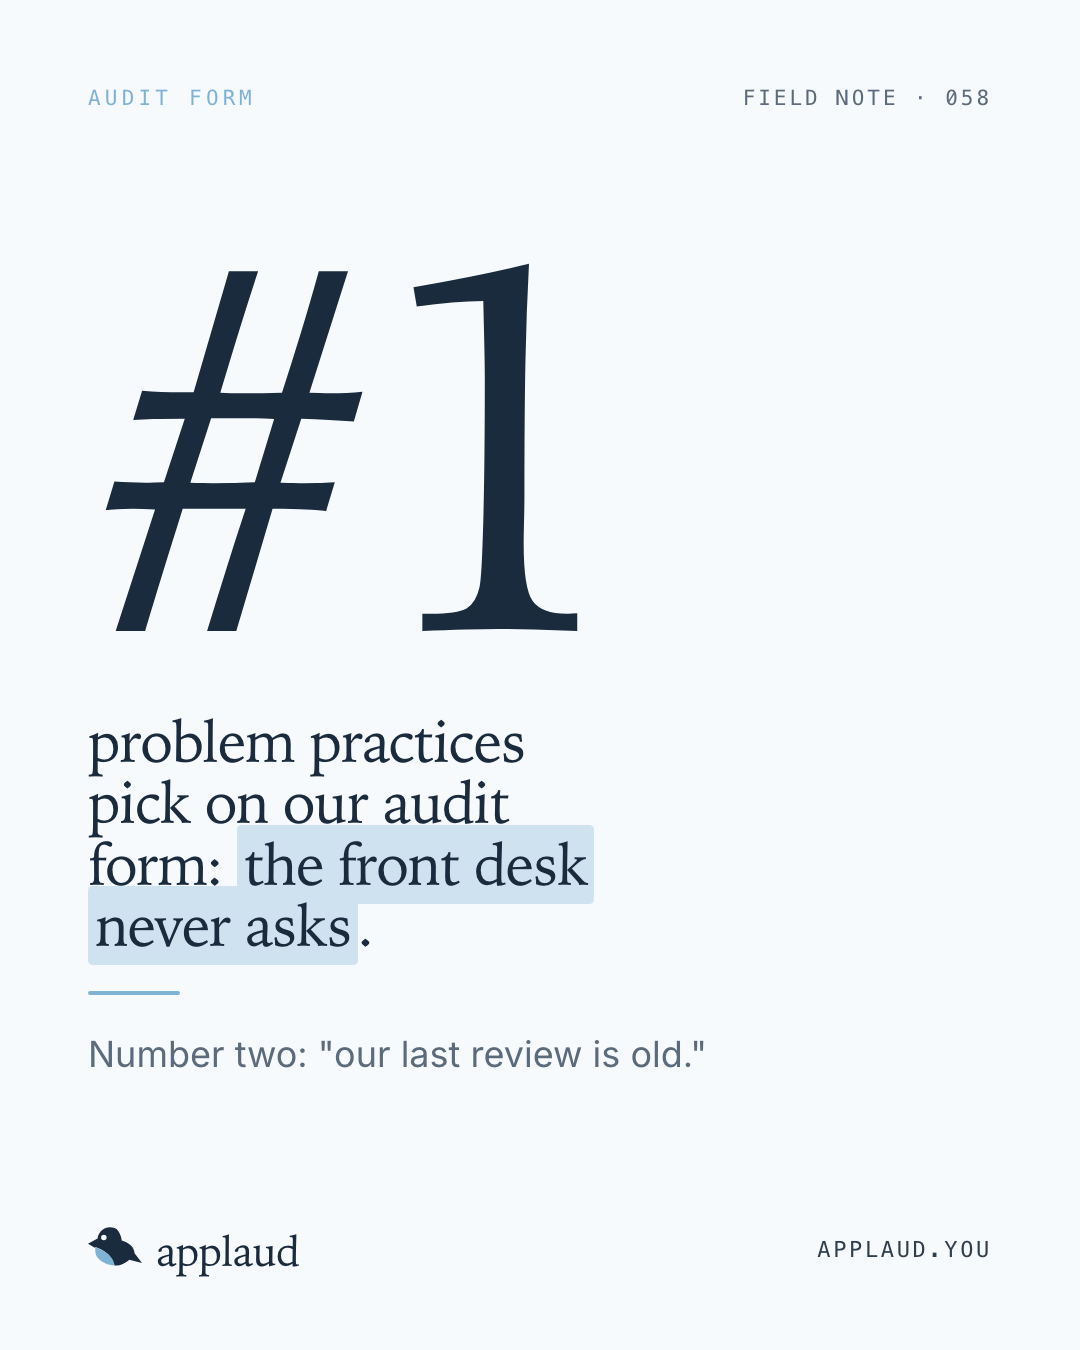 AUDIT FORM
FIELD NOTE · 058
#1
problem practices
pick on our audit
form: the front desk
never asks.
Number two: "our last review is old."
applaud
APPLAUD.YOU